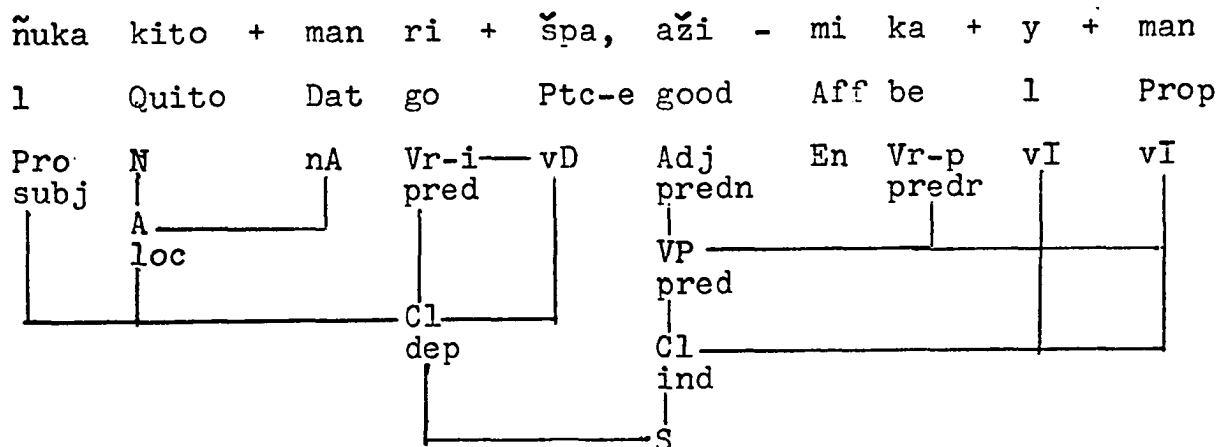 ñuka kito + man ri + špa, aži - mi ka + y + man
1 Quito Dat go Ptc-e good Aff be 1 Prop
Pro N nA Vr-i vD Adj En Vr-p vI vI
subj pred predn predr
A VP
loc pred
Cl Cl
dep ind
S